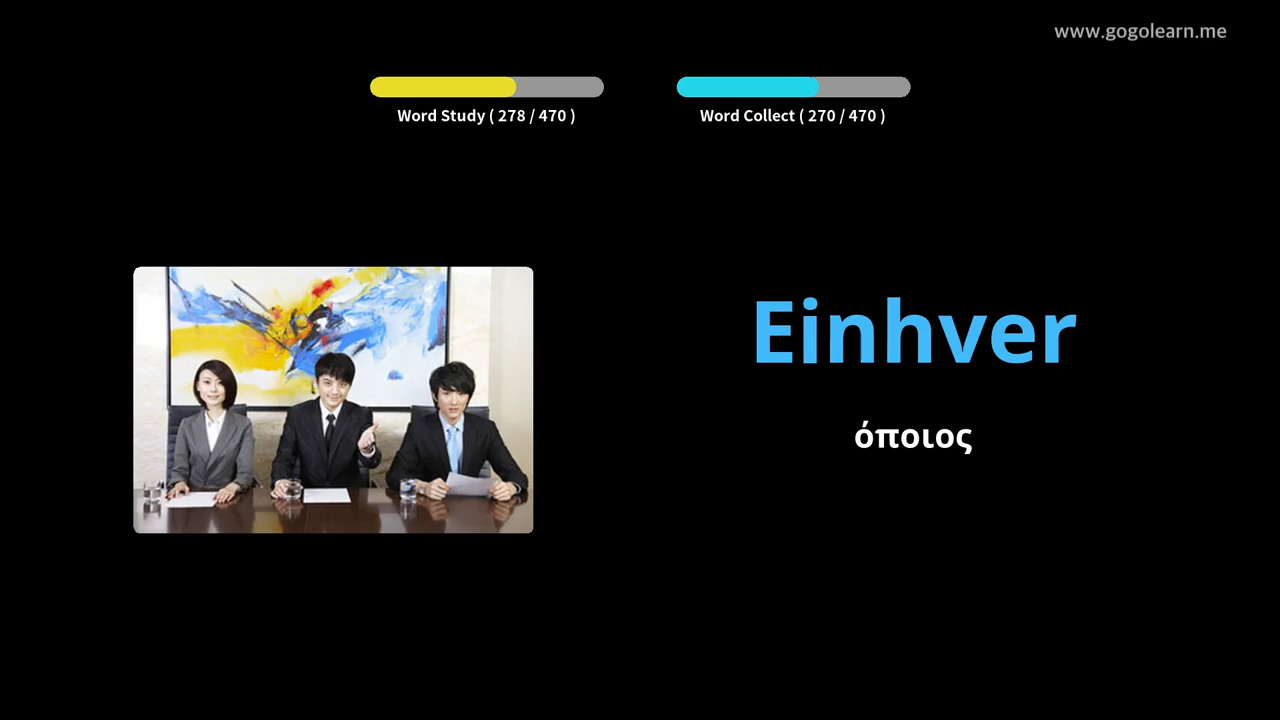 www.gogolearn.me
Word Study ( 278 / 470 )
Word Collect ( 270 / 470 )
Einhver
όποιος